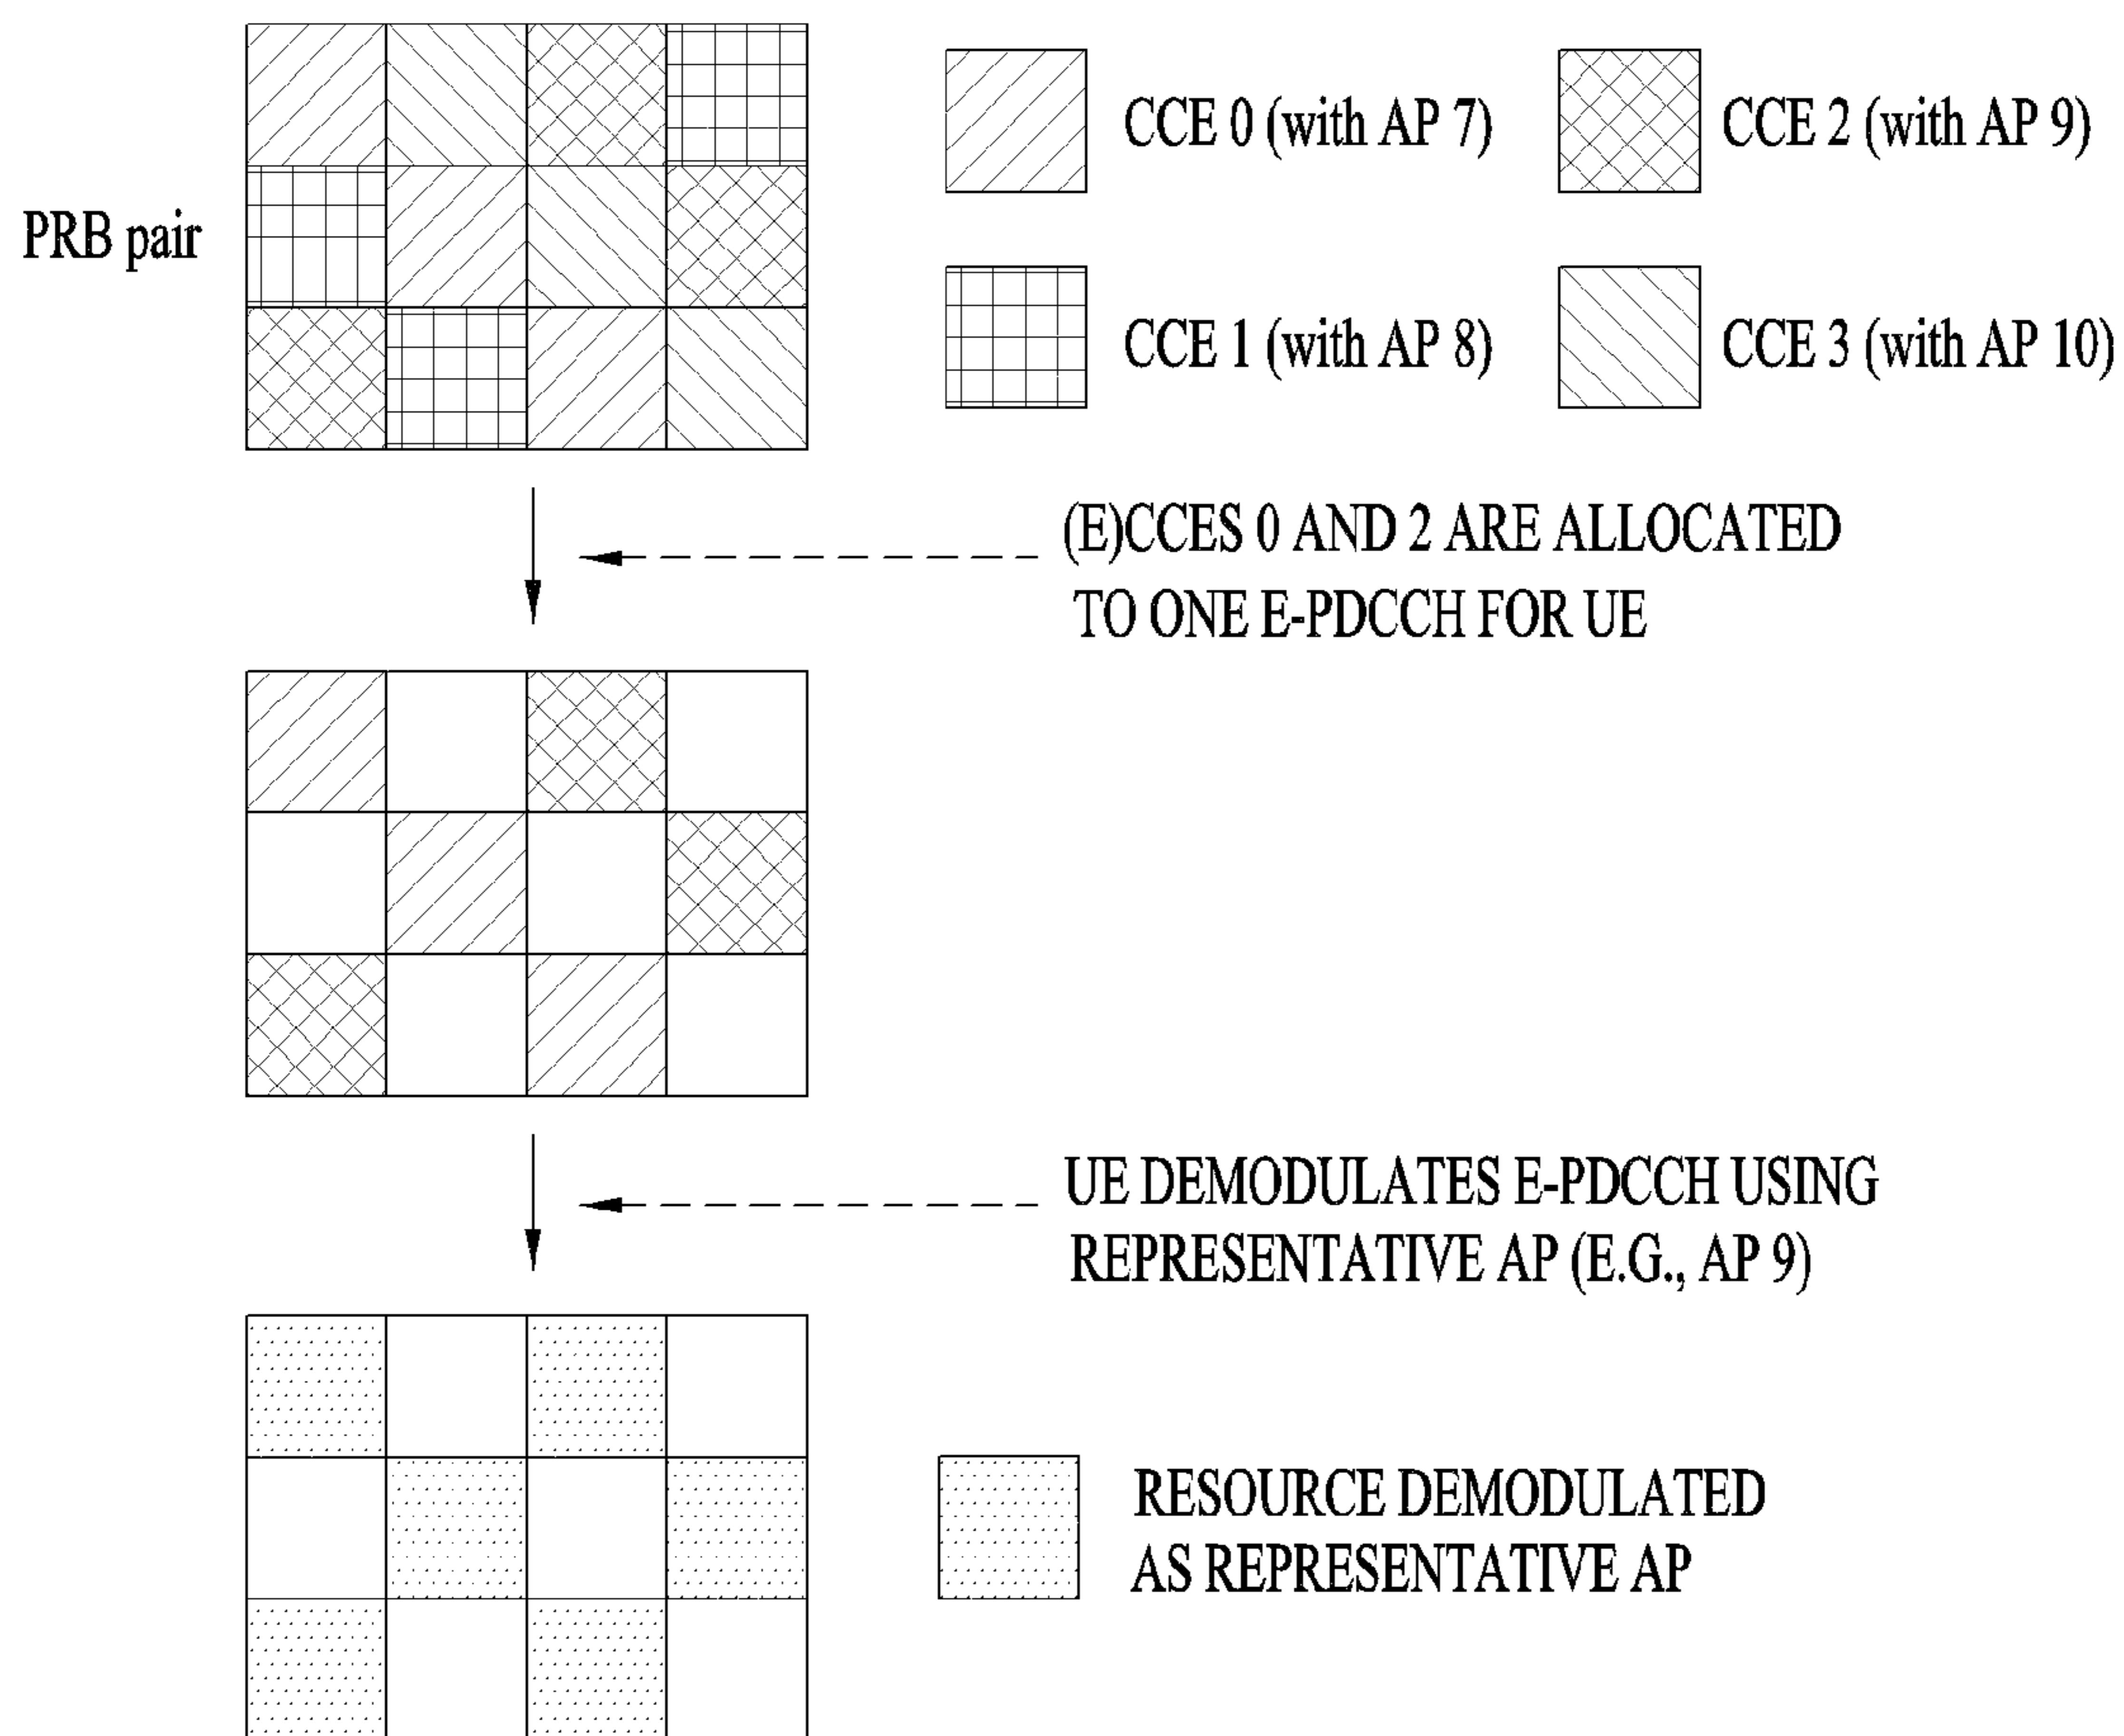 PRB pair
CCE 0 (with AP 7)
CCE 2 (with AP 9)
CCE 1 (with AP 8)
CCE 3 (with AP 10)
(E)CCES 0 AND 2 ARE ALLOCATED
TO ONE E-PDCCH FOR UE
UE DEMODULATES E-PDCCH USING
REPRESENTATIVE AP (E.G., AP 9)
RESOURCE DEMODULATED
AS REPRESENTATIVE AP